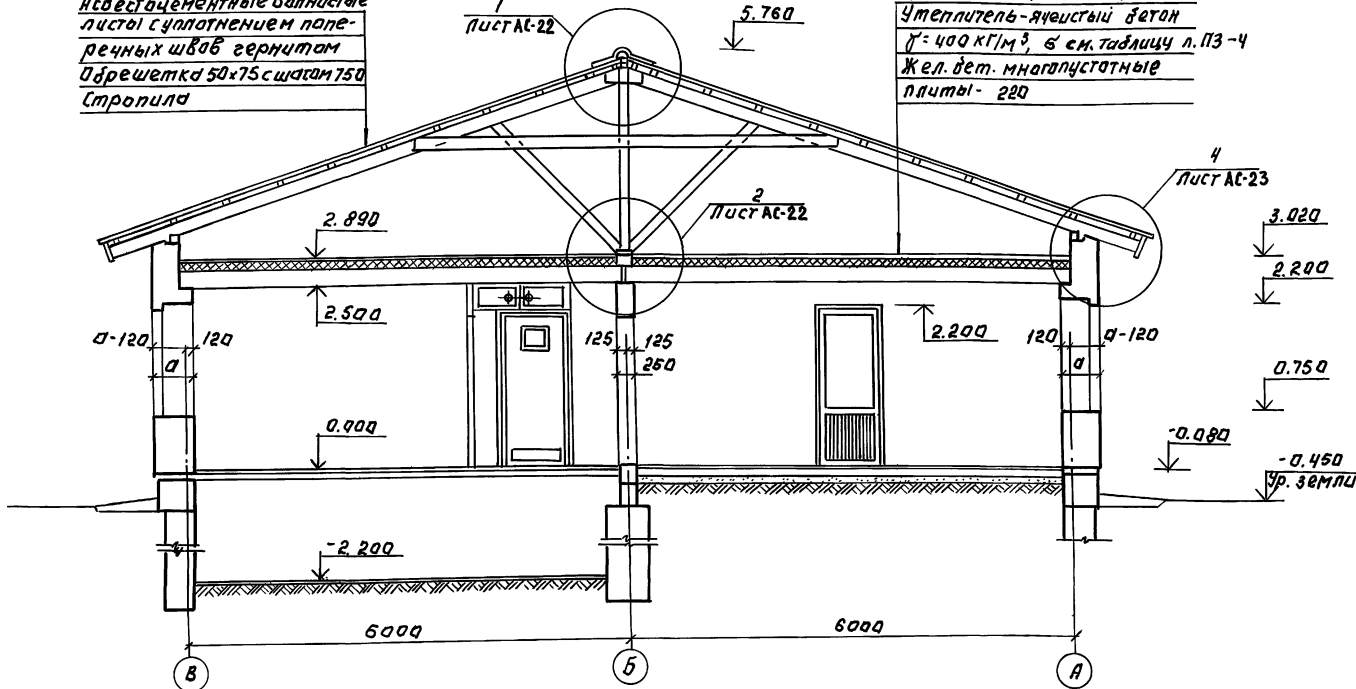 листы с уплотнением попе-
речных швов гернитом
Обрешетка 50х75 с шагом 750
Стропила
1
Лист АС-22
5.760
Утеплитель-ячеистый бетон
γ=400 кг/м³, б см. таблицу л. ПЗ-4
Жел. бет. многопустотные
плиты- 220
4
Лист АС-23
2
Лист АС-22
2.890
3.020
2.200
2.500
2.200
а-120
120
125
125
120
а-120
а
250
а
0.750
0.000
-0.080
-0.450
Ур. земли
-2.200
6000
6000
В
Б
А